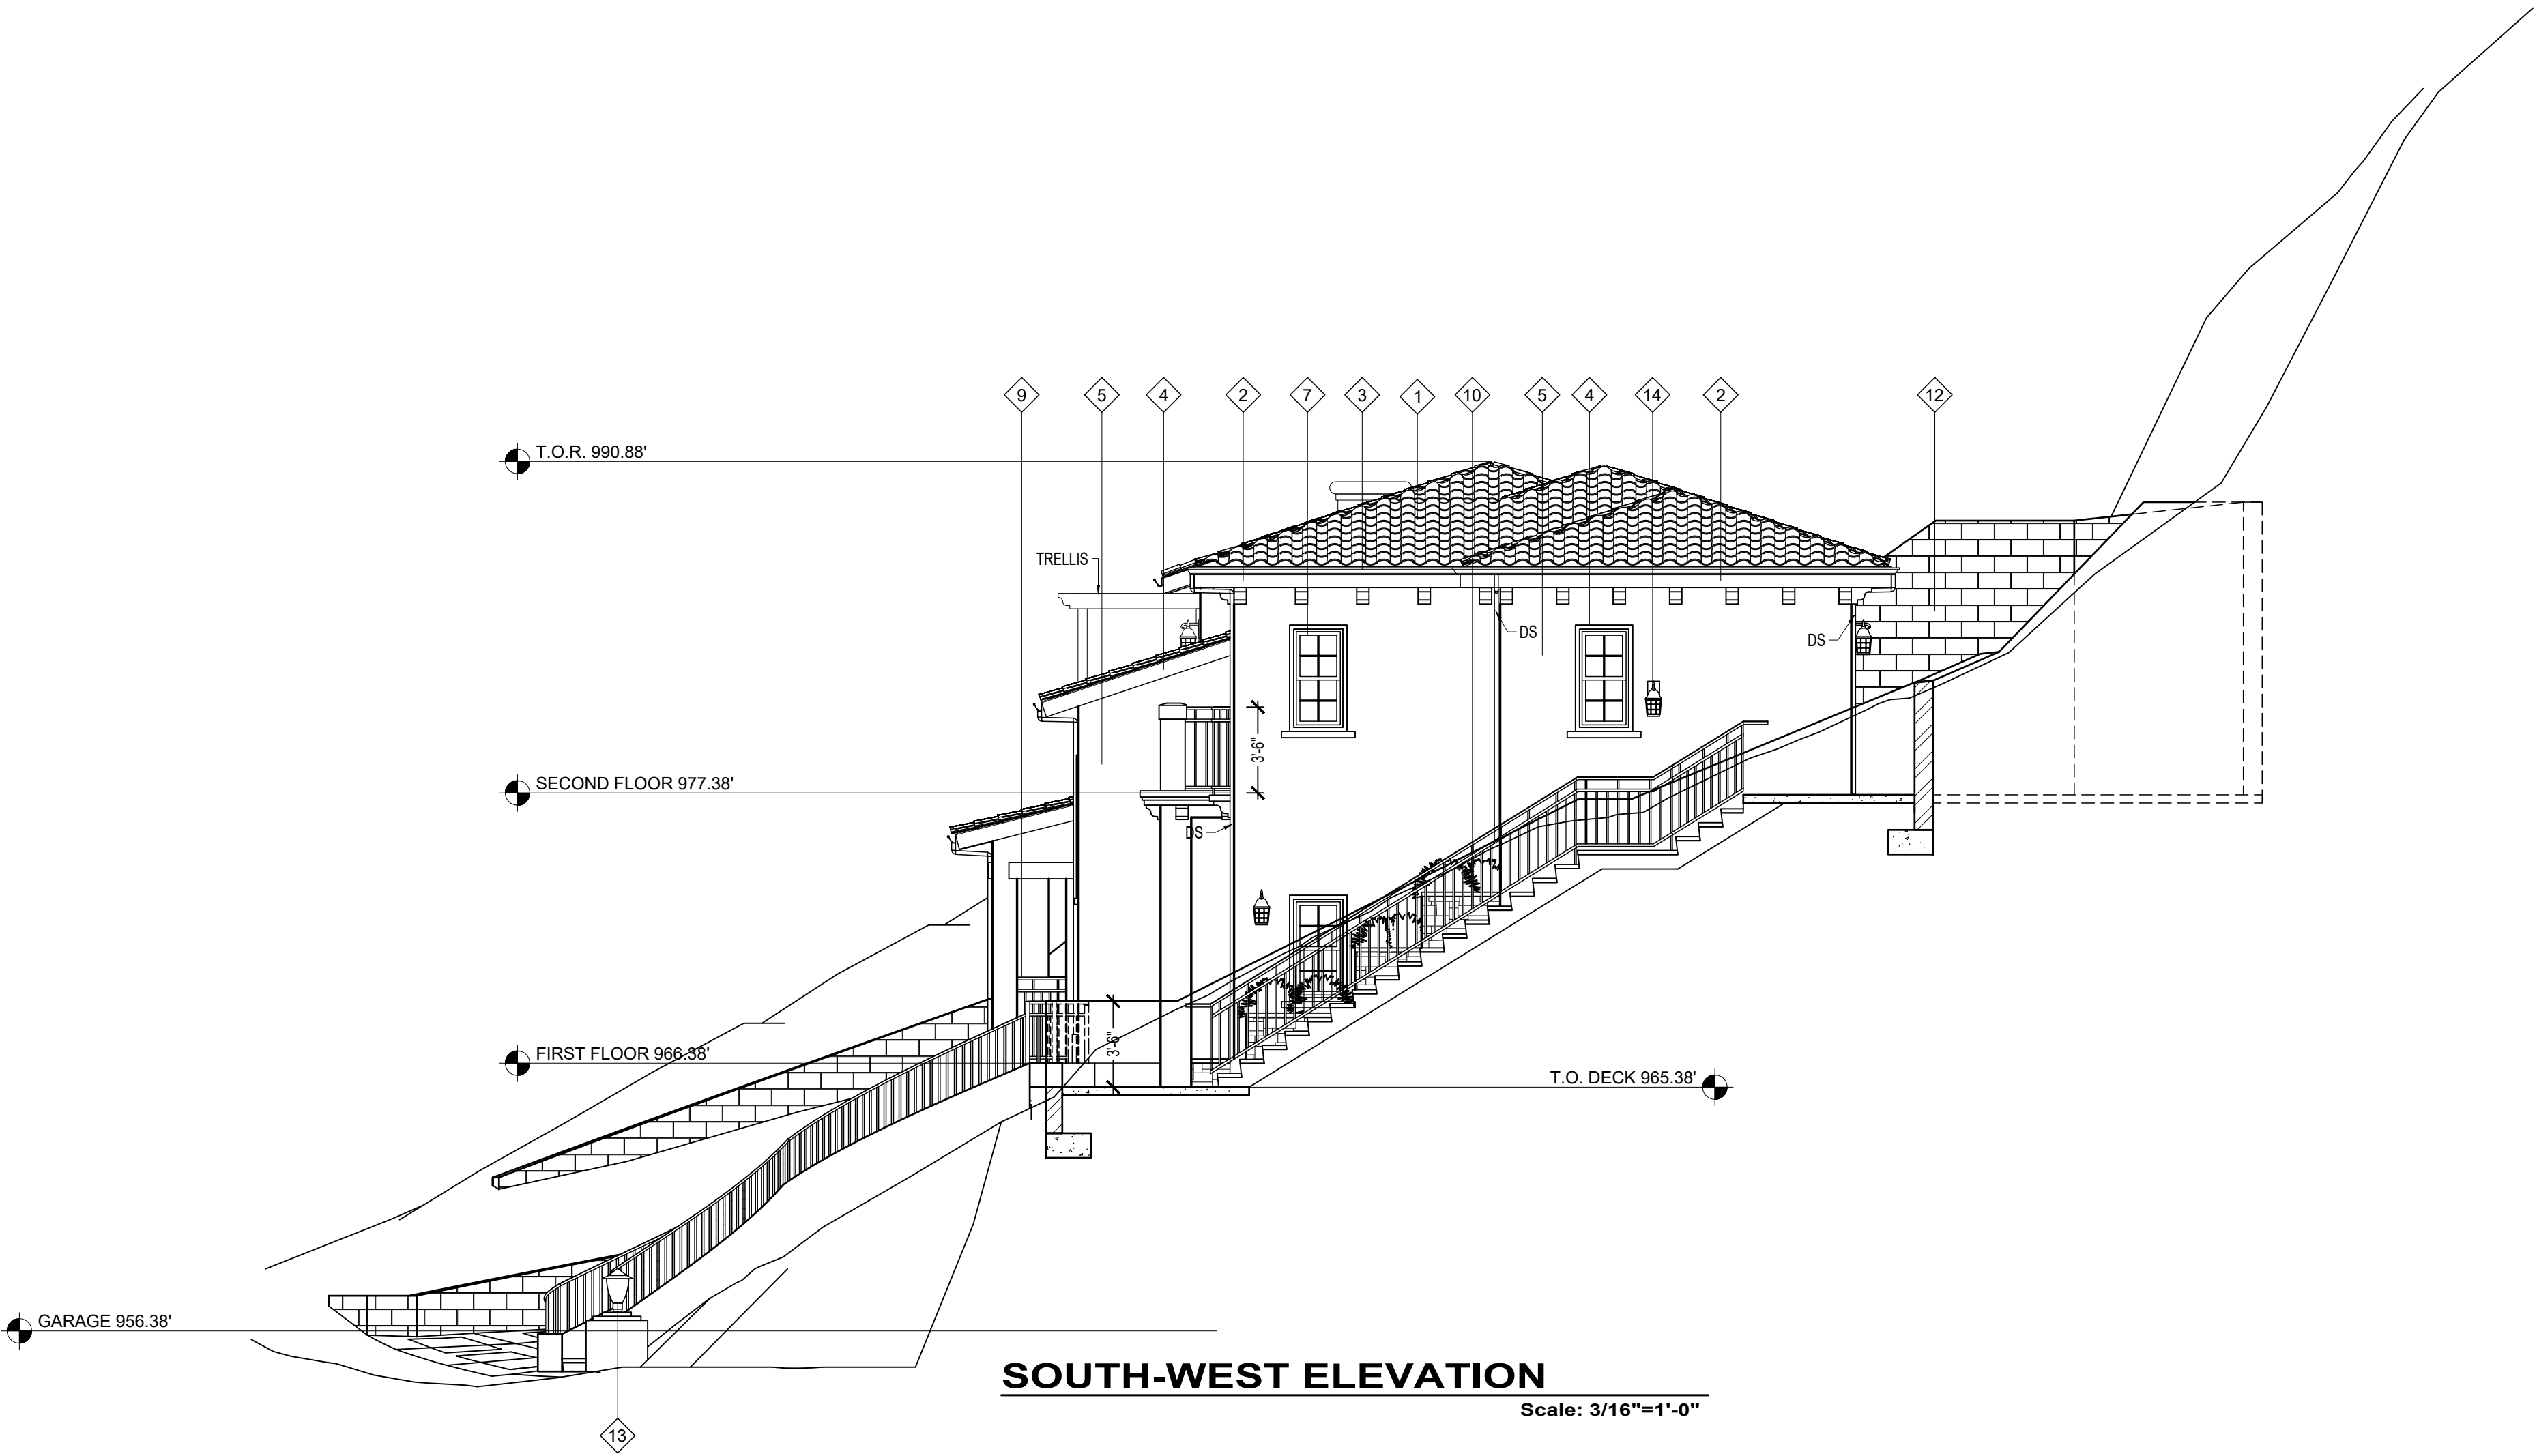 9 5 4 2 7 3 1 10 5 4 14 2 12
T.O.R. 990.88'
TRELLIS
DS
DS
3'-6"
SECOND FLOOR 977.38'
DS
3'-6"
FIRST FLOOR 966.38'
T.O. DECK 965.38'
GARAGE 956.38'
SOUTH-WEST ELEVATION
Scale: 3/16"=1'-0"
13